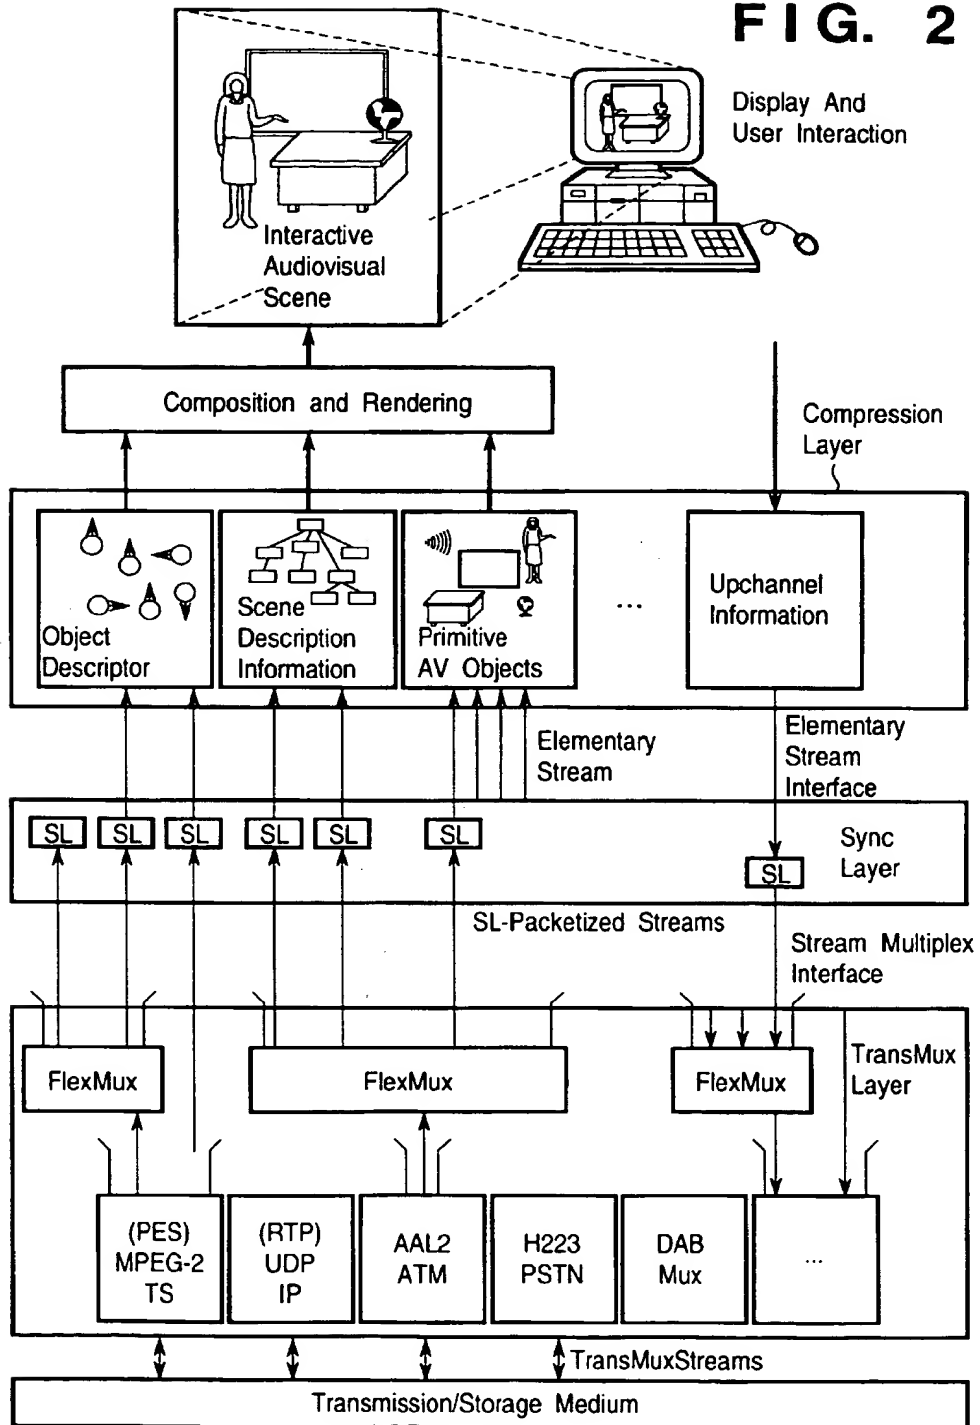 FIG. 2
Display And
User Interaction
Interactive
Audiovisual
Scene
Composition and Rendering
Compression
Layer
Object
Descriptor
Scene
Description
Information
Primitive
AV Objects
...
Upchannel
Information
Elementary
Stream
Elementary
Stream
Interface
SL
SL
SL
SL
SL
SL
SL
Sync
Layer
SL-Packetized Streams
Stream Multiplex
Interface
FlexMux
FlexMux
FlexMux
TransMux
Layer
(PES)
MPEG-2
TS
(RTP)
UDP
IP
AAL2
ATM
H223
PSTN
DAB
Mux
...
TransMuxStreams
Transmission/Storage Medium